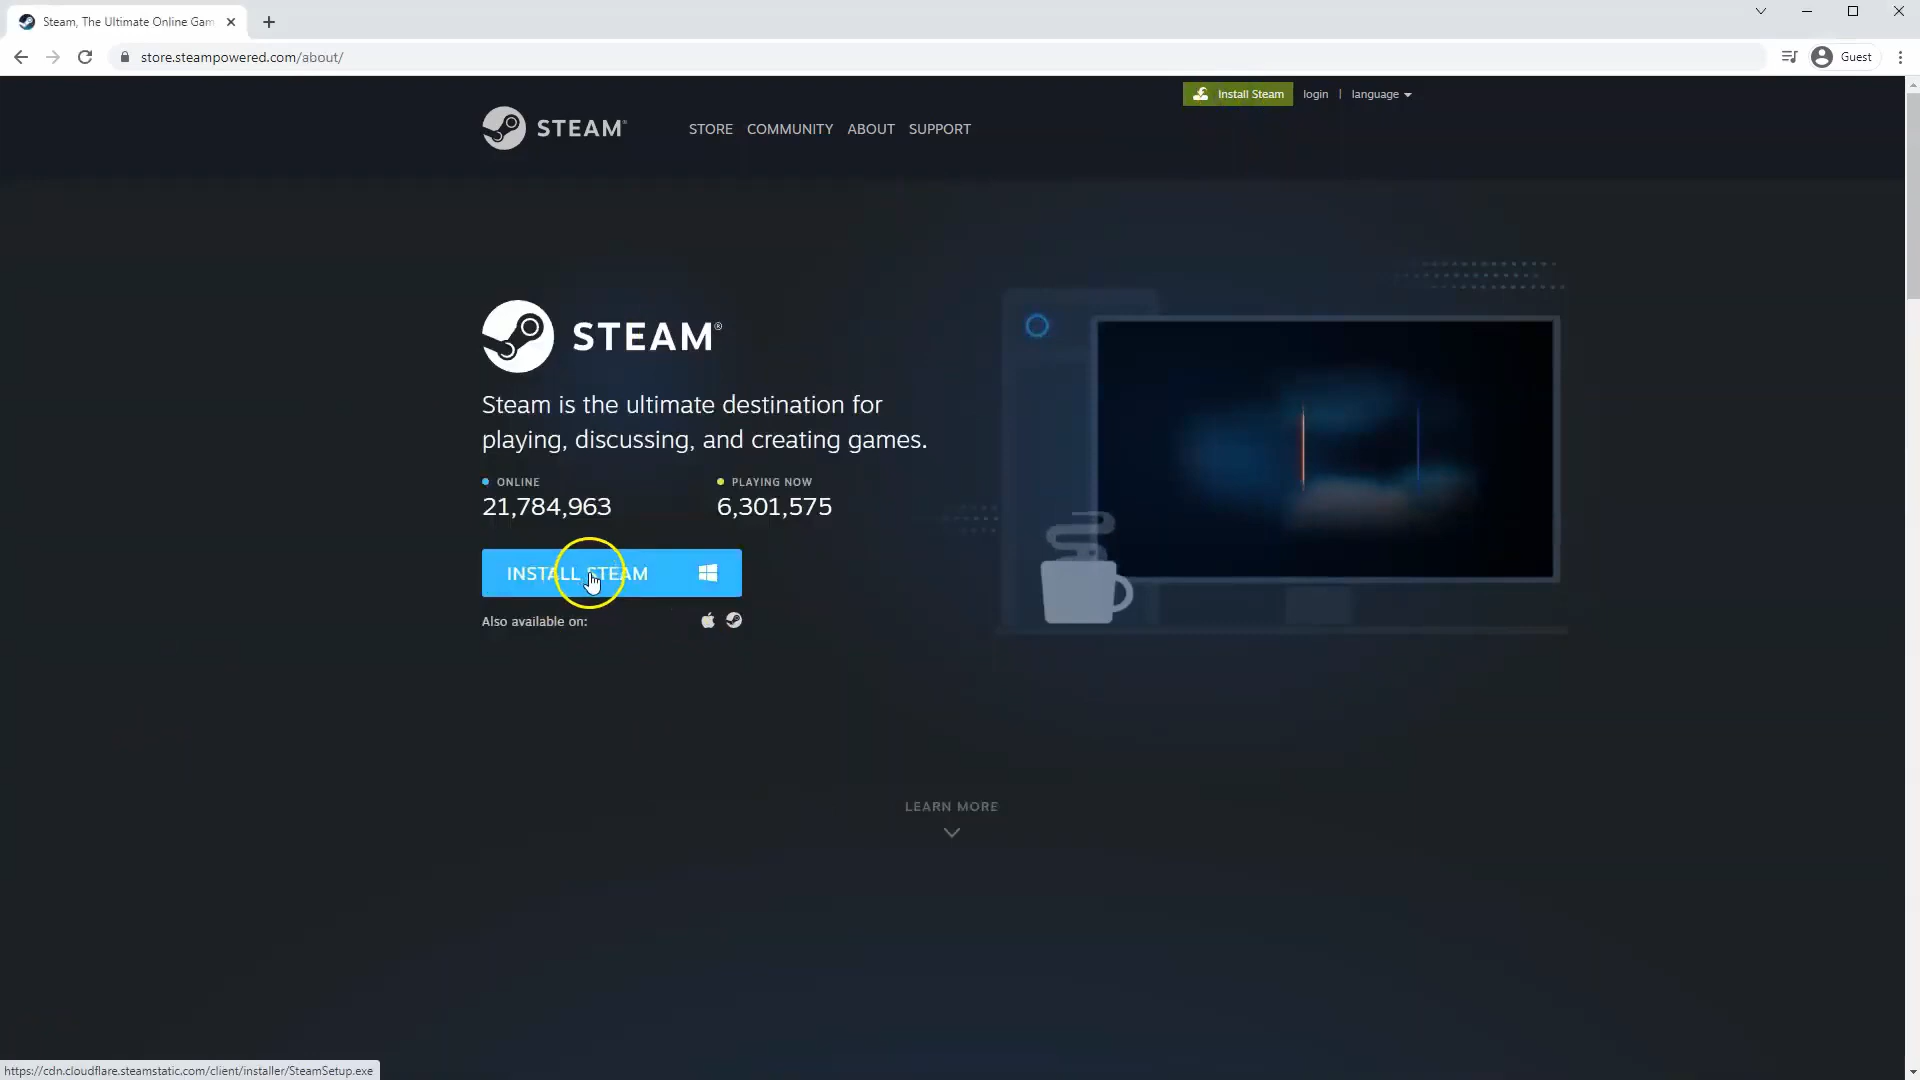 Steam, The Ultimate Online Gam
store.steampowered.com/about/
Guest
Install Steam login | language
STEAM®
STORE COMMUNITY ABOUT SUPPORT
STEAM®
Steam is the ultimate destination for
playing, discussing, and creating games.
ONLINE
21,784,963
PLAYING NOW
6,301,575
INSTALL STEAM
Also available on:
LEARN MORE
https://cdn.cloudflare.steamstatic.com/client/installer/SteamSetup.exe